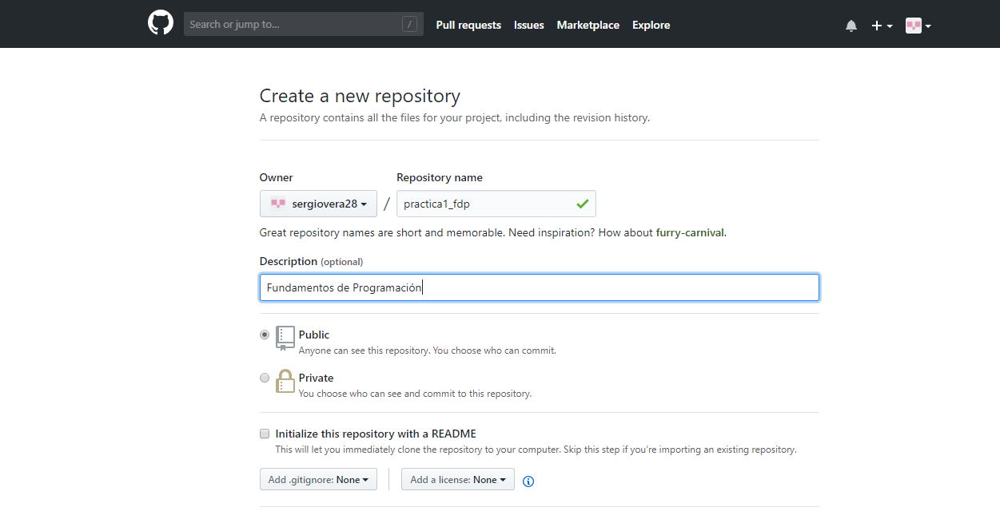 Search or jump to... / Pull requests Issues Marketplace Explore
Create a new repository
A repository contains all the files for your project, including the revision history.
Owner Repository name
sergiovera28 / practica1_fdp
Great repository names are short and memorable. Need inspiration? How about furry-carnival.
Description (optional)
Fundamentos de Programación
Public
Anyone can see this repository. You choose who can commit.
Private
You choose who can see and commit to this repository.
Initialize this repository with a README
This will let you immediately clone the repository to your computer. Skip this step if you're importing an existing repository.
Add .gitignore: None Add a license: None